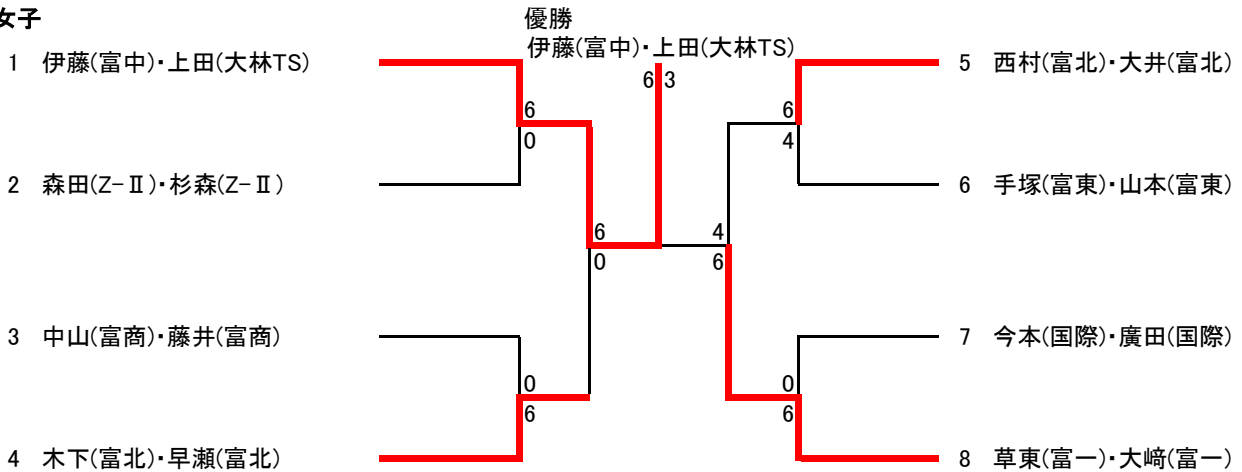 女子
優勝
伊藤(富中)・上田(大林TS)
1 伊藤(富中)・上田(大林TS)
5 西村(富北)・大井(富北)
6 3
6
0
6
4
2 森田(Z-Ⅱ)・杉森(Z-Ⅱ)
6 手塚(富東)・山本(富東)
6
0
4
6
3 中山(富商)・藤井(富商)
7 今本(国際)・廣田(国際)
0
6
0
6
4 木下(富北)・早瀬(富北)
8 草東(富一)・大﨑(富一)